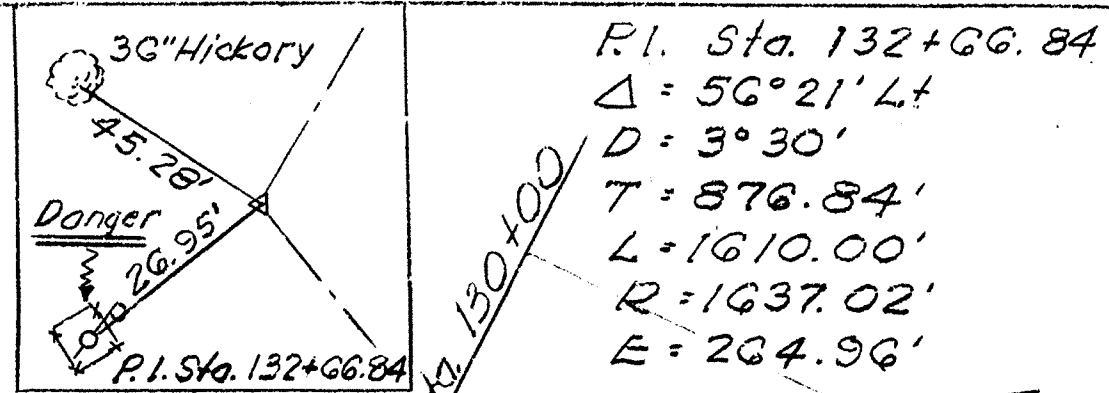 36"Hickory
45.28'
Danger
26.95'
P.I. Sta. 132+66.84
130+00
P.I. Sta. 132+66.84
Δ = 56°21' Lt
D = 3°30'
T = 876.84'
L = 1610.00'
R = 1637.02'
E = 264.96'